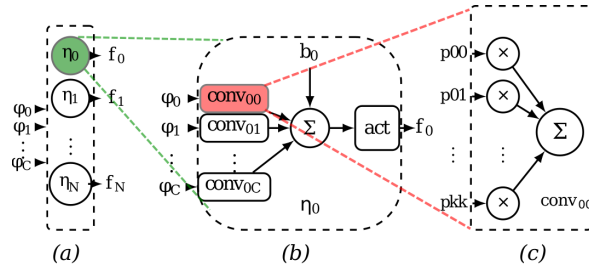 η0
f0
η1
f1
φ0
φ1
⋮
φC
⋮
ηN
fN
(a)
b0
φ0
conv00
φ1
conv01
Σ
act
f0
⋮
⋮
φC
conv0C
η0
(b)
p00
×
p01
×
Σ
⋮
⋮
pkk
×
conv00
(c)